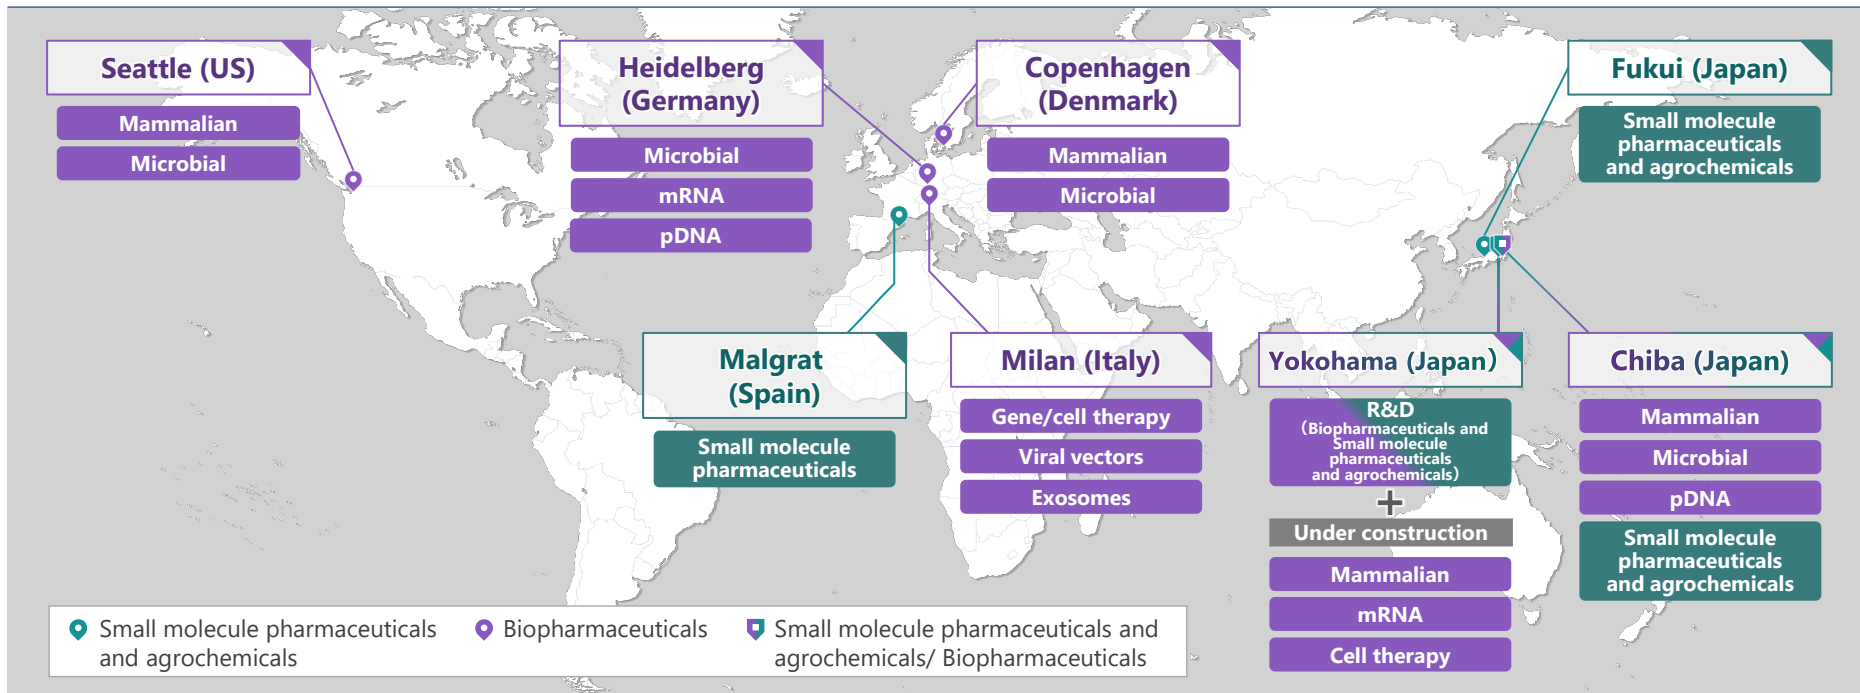 Seattle (US)
Mammalian
Microbial
Heidelberg
(Germany)
Microbial
mRNA
pDNA
Copenhagen
(Denmark)
Mammalian
Microbial
Fukui (Japan)
Small molecule
pharmaceuticals
and agrochemicals
Malgrat
(Spain)
Small molecule
pharmaceuticals
Milan (Italy)
Gene/cell therapy
Viral vectors
Exosomes
Yokohama (Japan）
R&D
（Biopharmaceuticals and
Small molecule
pharmaceuticals
and agrochemicals）
+
Under construction
Mammalian
mRNA
Cell therapy
Chiba (Japan)
Mammalian
Microbial
pDNA
Small molecule
pharmaceuticals
and agrochemicals
Small molecule pharmaceuticals
and agrochemicals
Biopharmaceuticals
Small molecule pharmaceuticals and
agrochemicals/ Biopharmaceuticals